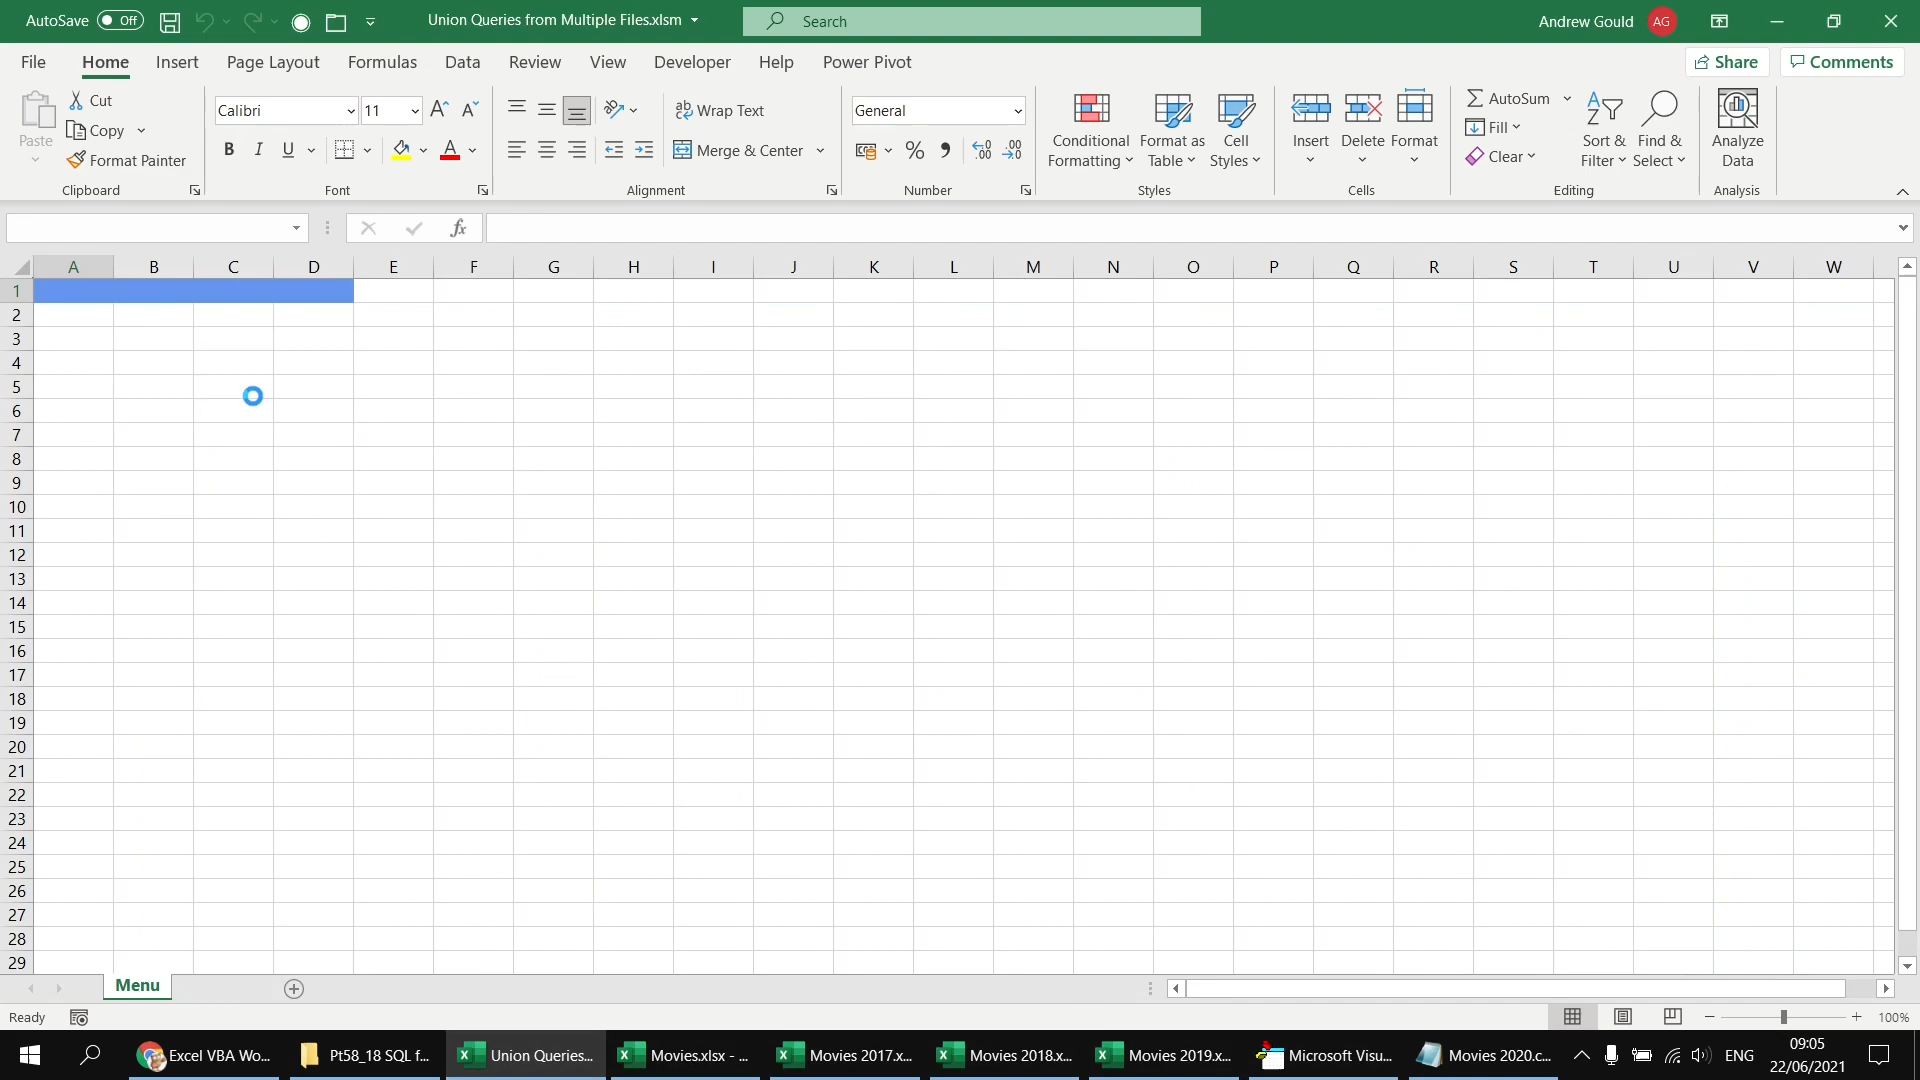 AutoSave Off
Union Queries from Multiple Files.xlsm
Search
Andrew Gould AG
File Home Insert Page Layout Formulas Data Review View Developer Help Power Pivot
Share Comments
Paste
Cut
Copy
Format Painter
Clipboard
Calibri 11
B I U
Font
Wrap Text
Merge & Center
Alignment
General
Number
Conditional Formatting
Format as Table
Cell Styles
Styles
Insert Delete Format
Cells
AutoSum
Fill
Clear
Sort & Filter
Find & Select
Editing
Analyze Data
Analysis
fx
A B C D E F G H I J K L M N O P Q R S T U V W
1
2
3
4
5
6
7
8
9
10
11
12
13
14
15
16
17
18
19
20
21
22
23
24
25
26
27
28
29
Menu
Ready
100%
Excel VBA Wo...
Pt58_18 SQL f...
Union Queries...
Movies.xlsx - ...
Movies 2017.x...
Movies 2018.x...
Movies 2019.x...
Microsoft Visu...
Movies 2020.c...
ENG
09:05
22/06/2021